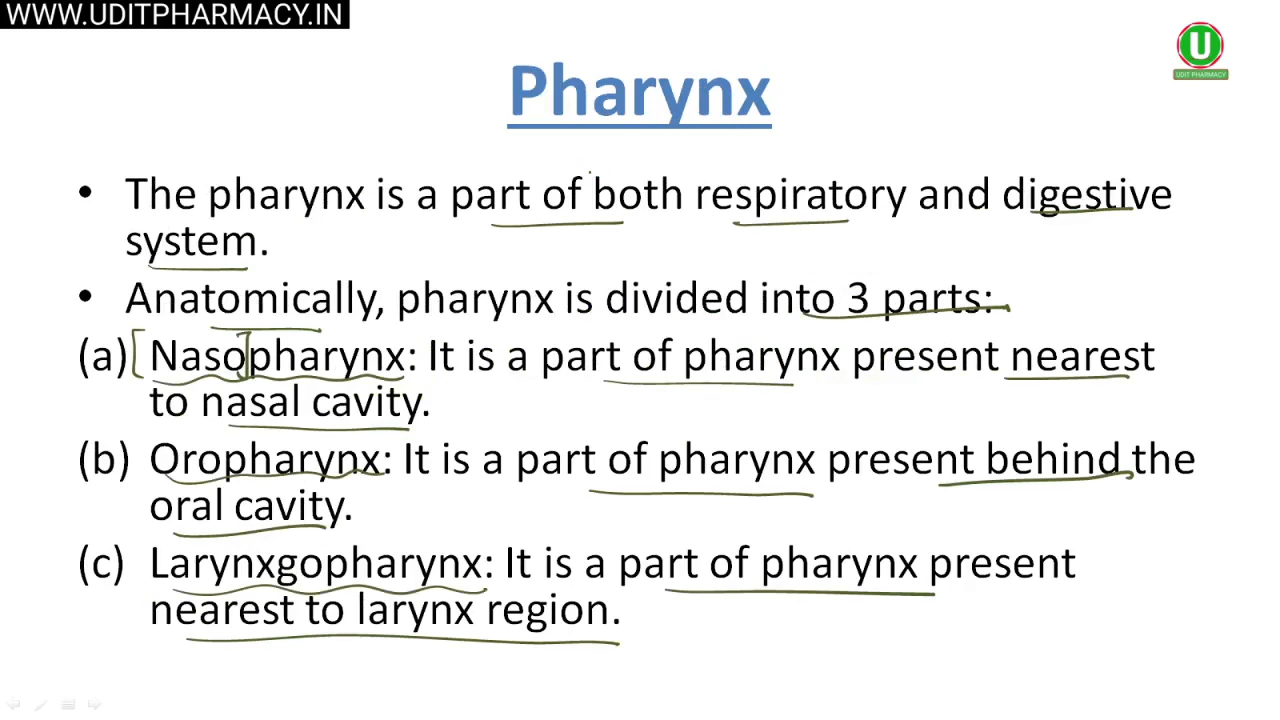 WWW.UDITPHARMACY.IN
U
UDIT PHARMACY
Pharynx
• The pharynx is a part of both respiratory and digestive
system.
• Anatomically, pharynx is divided into 3 parts:
(a) Nasopharynx: It is a part of pharynx present nearest
to nasal cavity.
(b) Oropharynx: It is a part of pharynx present behind the
oral cavity.
(c) Larynxgopharynx: It is a part of pharynx present
nearest to larynx region.